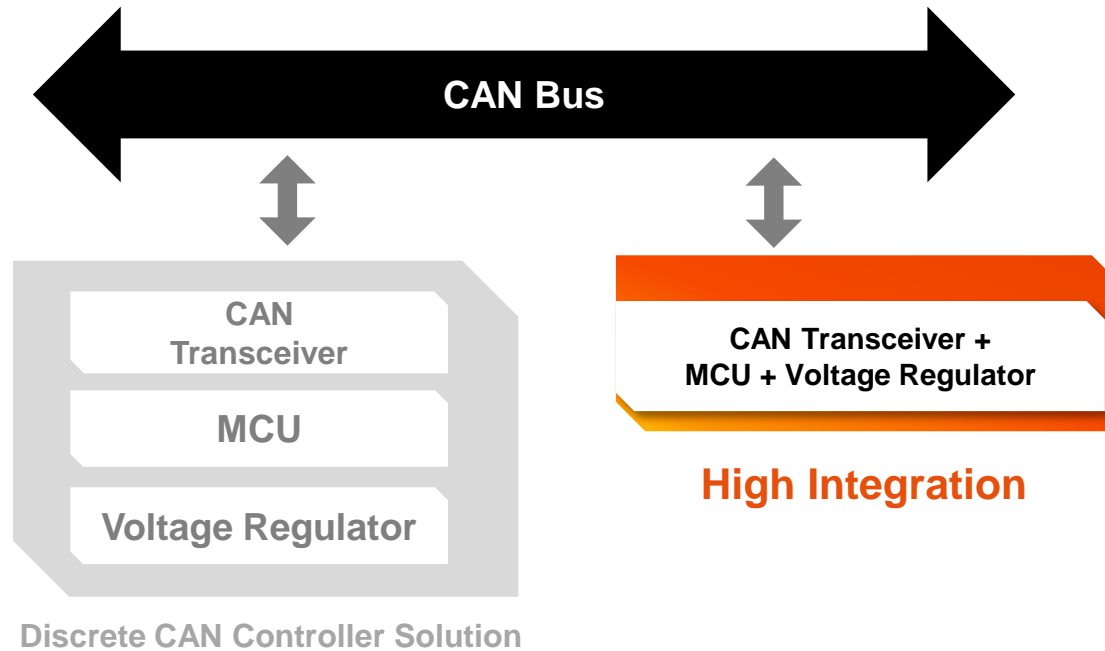 CAN Bus
CAN
Transceiver
MCU
Voltage Regulator
Discrete CAN Controller Solution
CAN Transceiver +
MCU + Voltage Regulator
High Integration